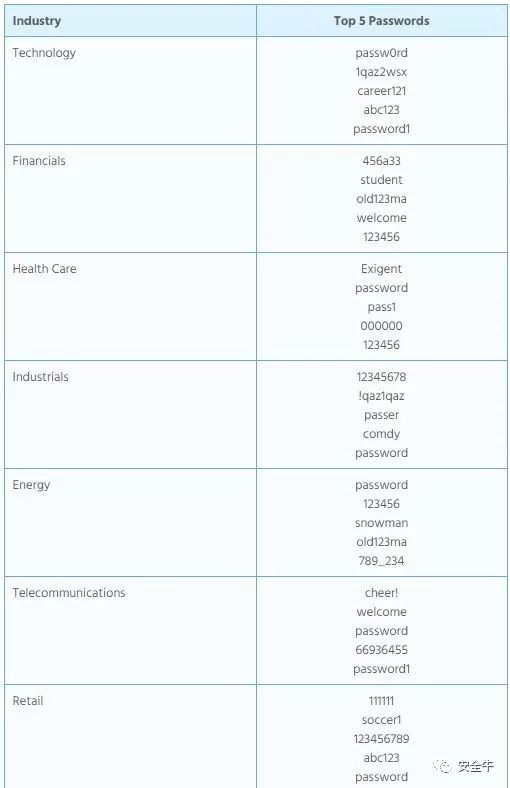 Industry Top 5 Passwords
Technology passw0rd
1qaz2wsx
career121
abc123
password1
Financials 456a33
student
old123ma
welcome
123456
Health Care Exigent
password
pass1
000000
123456
Industrials 12345678
!qaz1qaz
passer
comdy
password
Energy password
123456
snowman
old123ma
789_234
Telecommunications cheer!
welcome
password
66936455
password1
Retail 111111
soccer1
123456789
abc123
password
安全牛